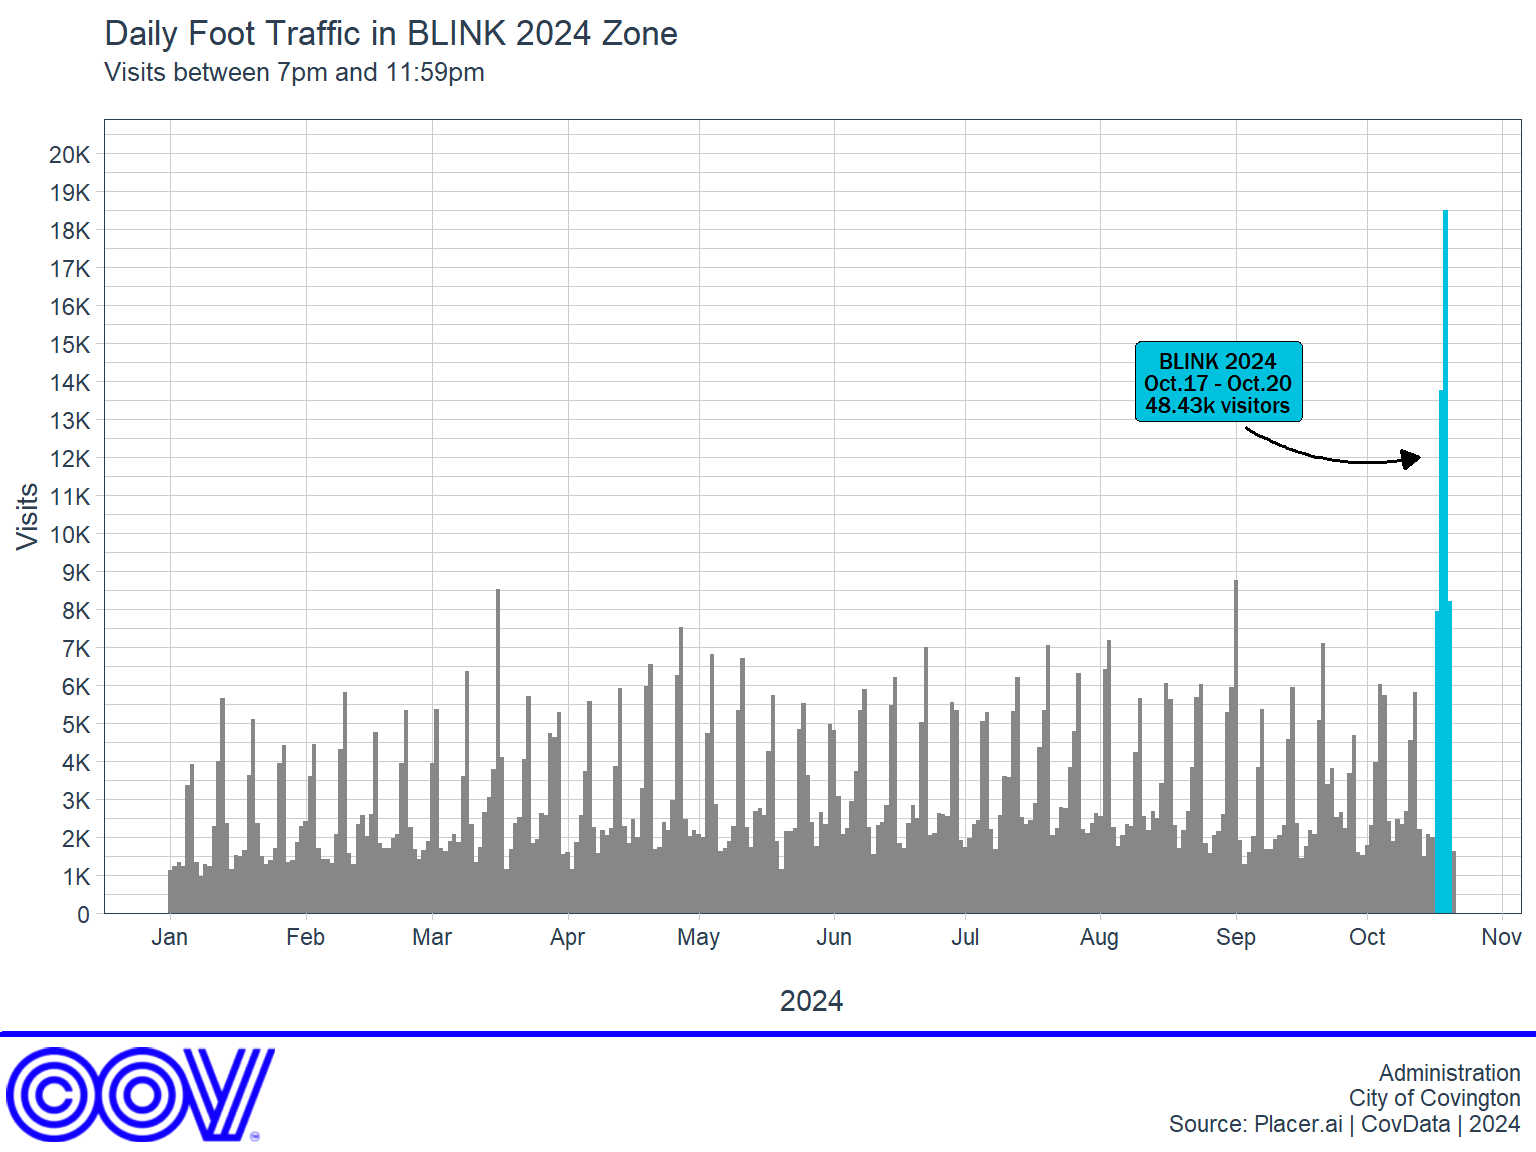 Daily Foot Traffic in BLINK 2024 Zone
Visits between 7pm and 11:59pm
20K
19K
18K
17K
16K
15K
14K
13K
12K
11K
10K
9K
8K
7K
6K
5K
4K
3K
2K
1K
0
Visits
BLINK 2024
Oct.17 - Oct.20
48.43k visitors
Jan Feb Mar Apr May Jun Jul Aug Sep Oct Nov
2024
COV
Administration
City of Covington
Source: Placer.ai | CovData | 2024